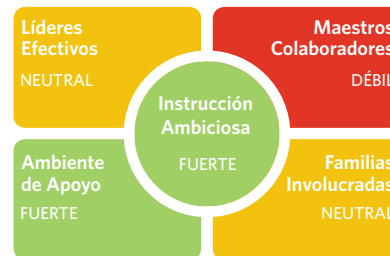 Líderes
Efectivos
NEUTRAL
Maestros
Colaboradores
DÉBIL
Instrucción
Ambiciosa
FUERTE
Ambiente
de Apoyo
FUERTE
Familias
Involucradas
NEUTRAL